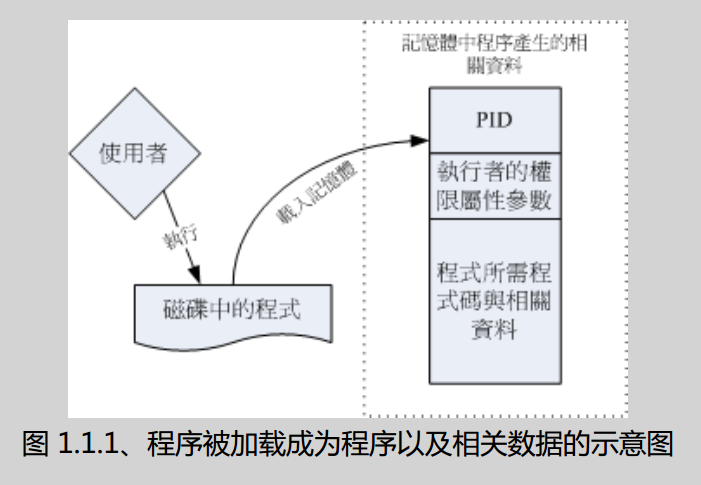 記憶體中程序產生的相
關資料
PID
使用者
執行者的權
限屬性參數
載入記憶體
執行
程式所需程
式碼與相關
資料
磁碟中的程式
图 1.1.1、程序被加载成为程序以及相关数据的示意图